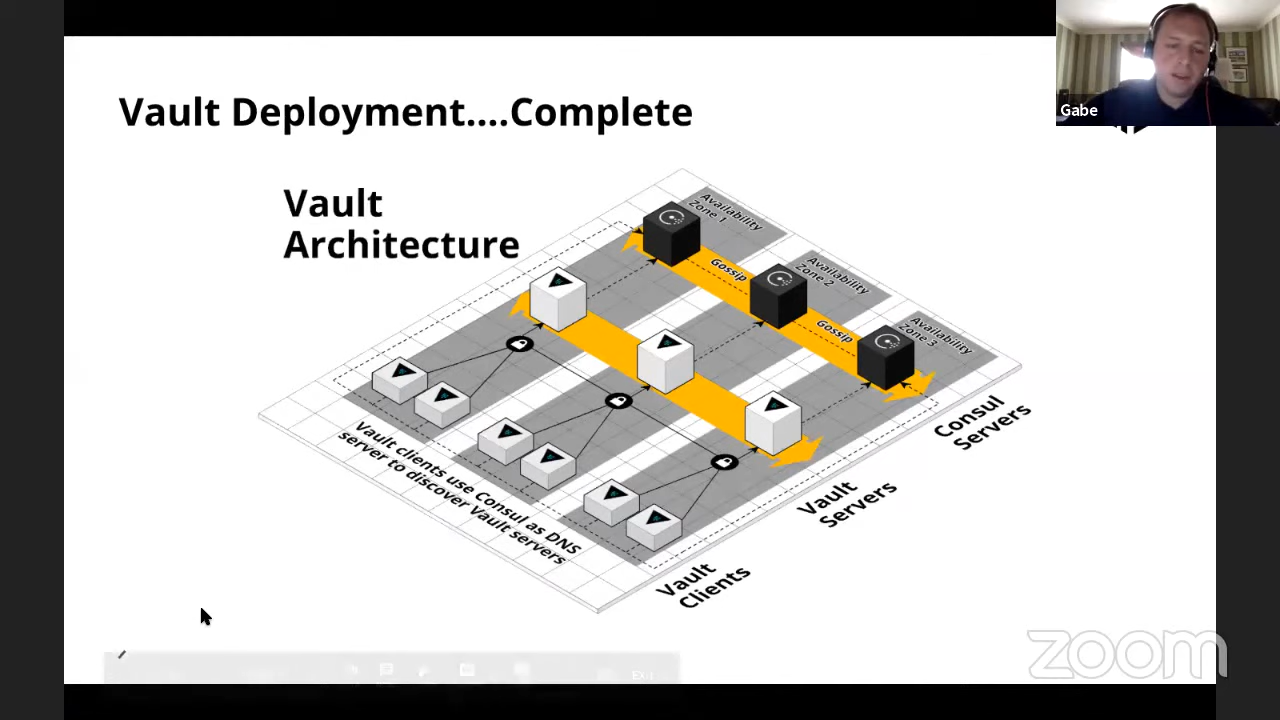 Vault Deployment....Complete
Gabe
Vault
Architecture
Availability
Zone 1
Gossip
Availability
Zone 2
Gossip
Availability
Zone 3
Consul
Servers
Vault
Servers
Vault
Clients
Vault clients use Consul as DNS
server to discover Vault servers
Exit
zoom